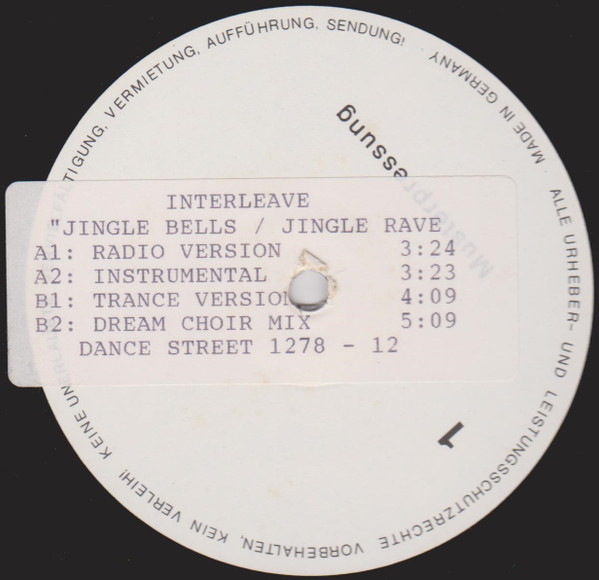 INTERLEAVE
"JINGLE BELLS / JINGLE RAVE
A1: RADIO VERSION 3:24
A2: INSTRUMENTAL 3:23
B1: TRANCE VERSION 4:09
B2: DREAM CHOIR MIX 5:09
DANCE STREET 1278 - 12
Musterpressung
1
MADE IN GERMANY · ALLE URHEBER- UND LEISTUNGSSCHUTZRECHTE VORBEHALTEN, KEIN VERLEIH! KEINE VERMIETUNG, AUFFÜHRUNG, SENDUNG! ·